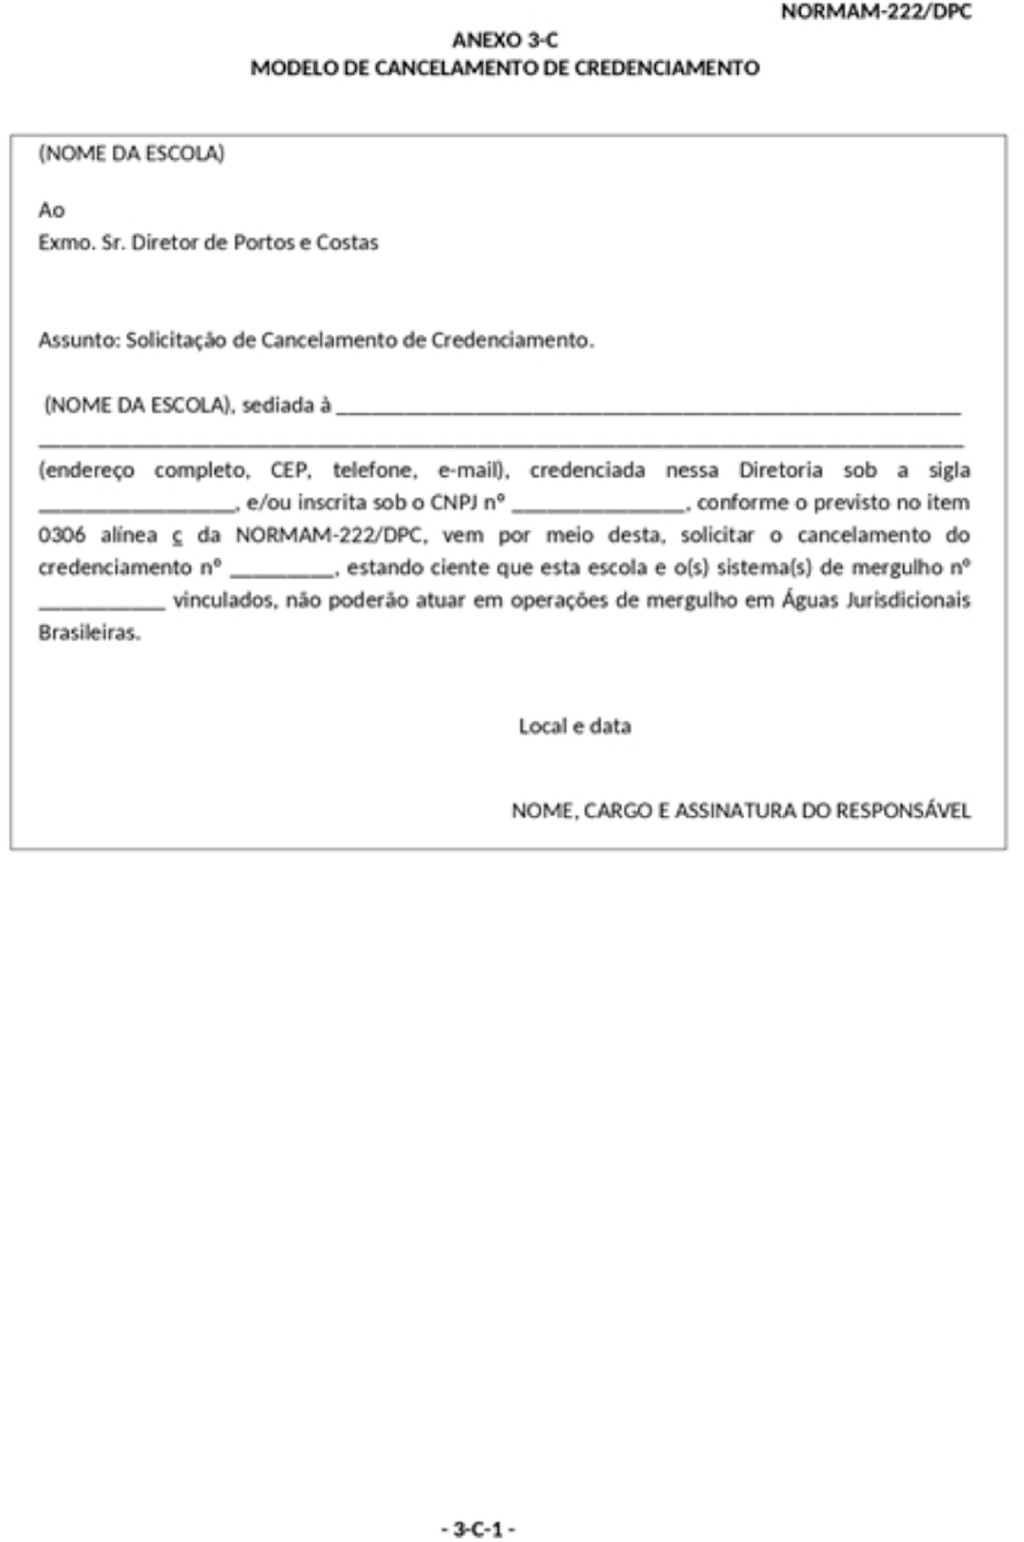 NORMAM-222/DPC
ANEXO 3-C
MODELO DE CANCELAMENTO DE CREDENCIAMENTO
(NOME DA ESCOLA)
Ao
Exmo. Sr. Diretor de Portos e Costas
Assunto: Solicitação de Cancelamento de Credenciamento.
(NOME DA ESCOLA), sediada à ______________________________________________________
________________________________________________________________________________
(endereço completo, CEP, telefone, e-mail), credenciada nessa Diretoria sob a sigla
_________________, e/ou inscrita sob o CNPJ nº _______________, conforme o previsto no item
0306 alínea c da NORMAM-222/DPC, vem por meio desta, solicitar o cancelamento do
credenciamento nº _________, estando ciente que esta escola e o(s) sistema(s) de mergulho nº
___________ vinculados, não poderão atuar em operações de mergulho em Águas Jurisdicionais
Brasileiras.
Local e data
NOME, CARGO E ASSINATURA DO RESPONSÁVEL
- 3-C-1 -